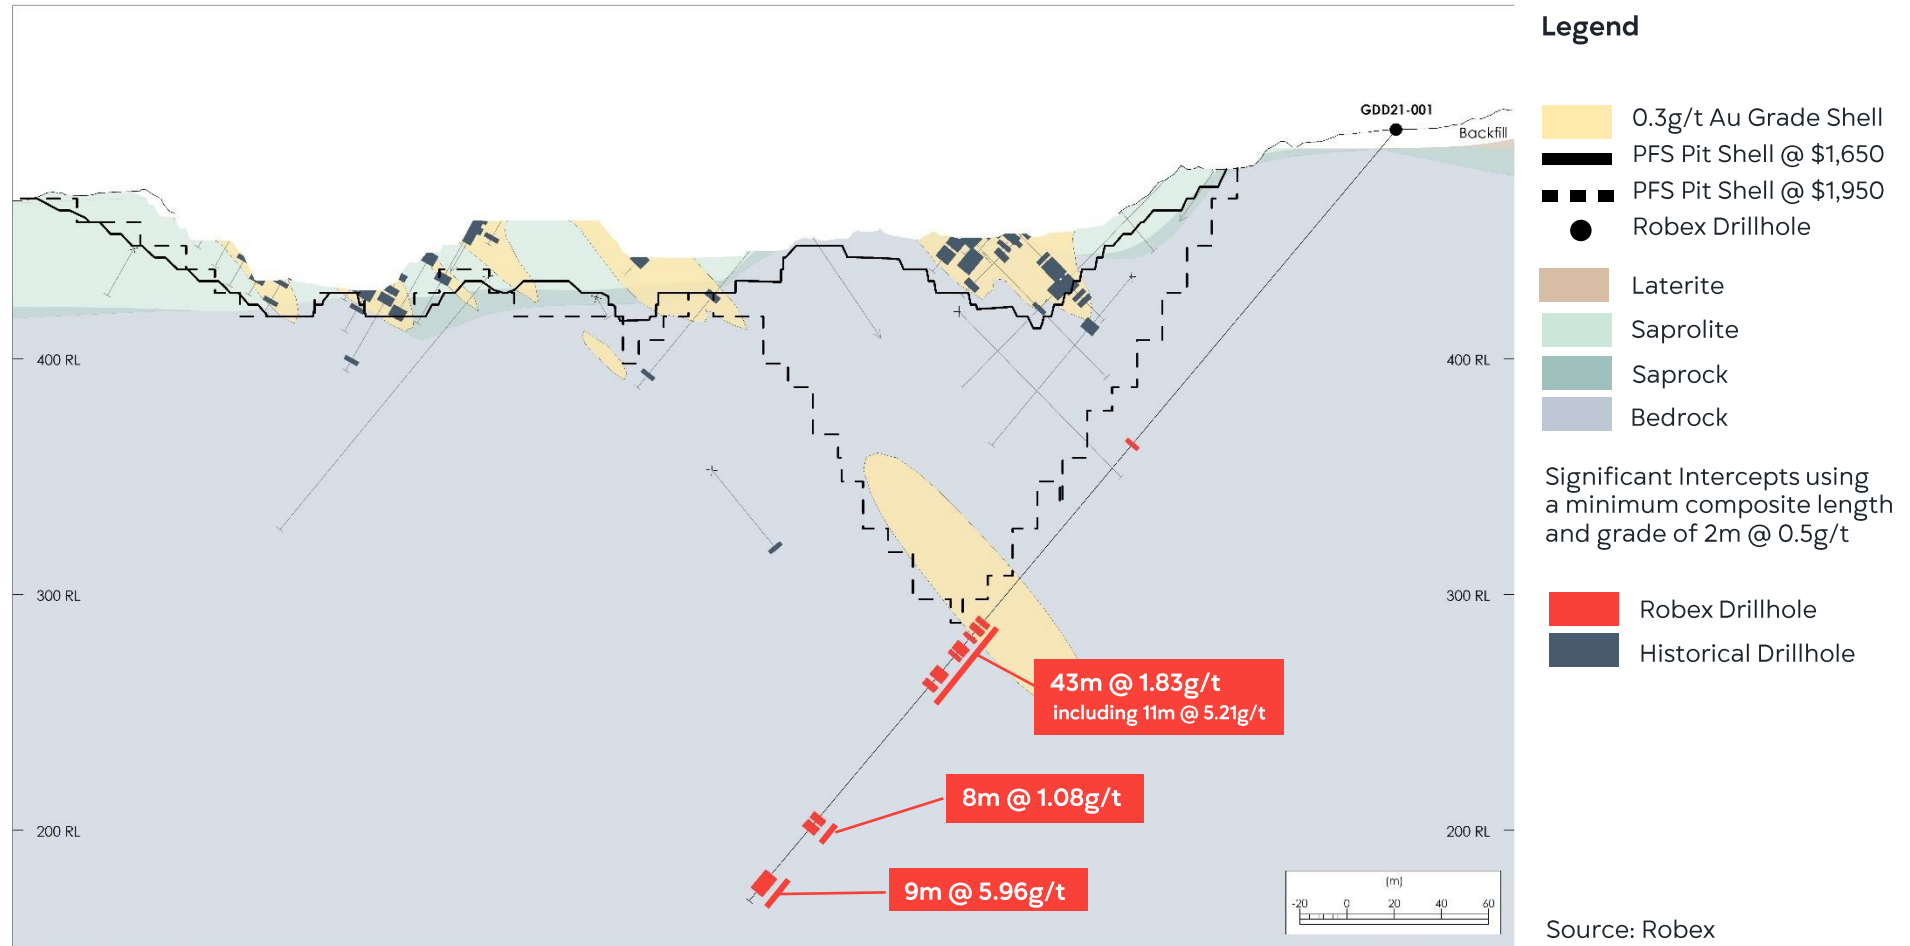 Legend
GDD21-001
Backfill
0.3g/t Au Grade Shell
PFS Pit Shell @ $1,650
PFS Pit Shell @ $1,950
Robex Drillhole
Laterite
Saprolite
Saprock
Bedrock
400 RL
400 RL
Significant Intercepts using
a minimum composite length
and grade of 2m @ 0.5g/t
300 RL
300 RL
Robex Drillhole
Historical Drillhole
43m @ 1.83g/t
including 11m @ 5.21g/t
8m @ 1.08g/t
200 RL
200 RL
9m @ 5.96g/t
(m)
-20 0 20 40 60
Source: Robex